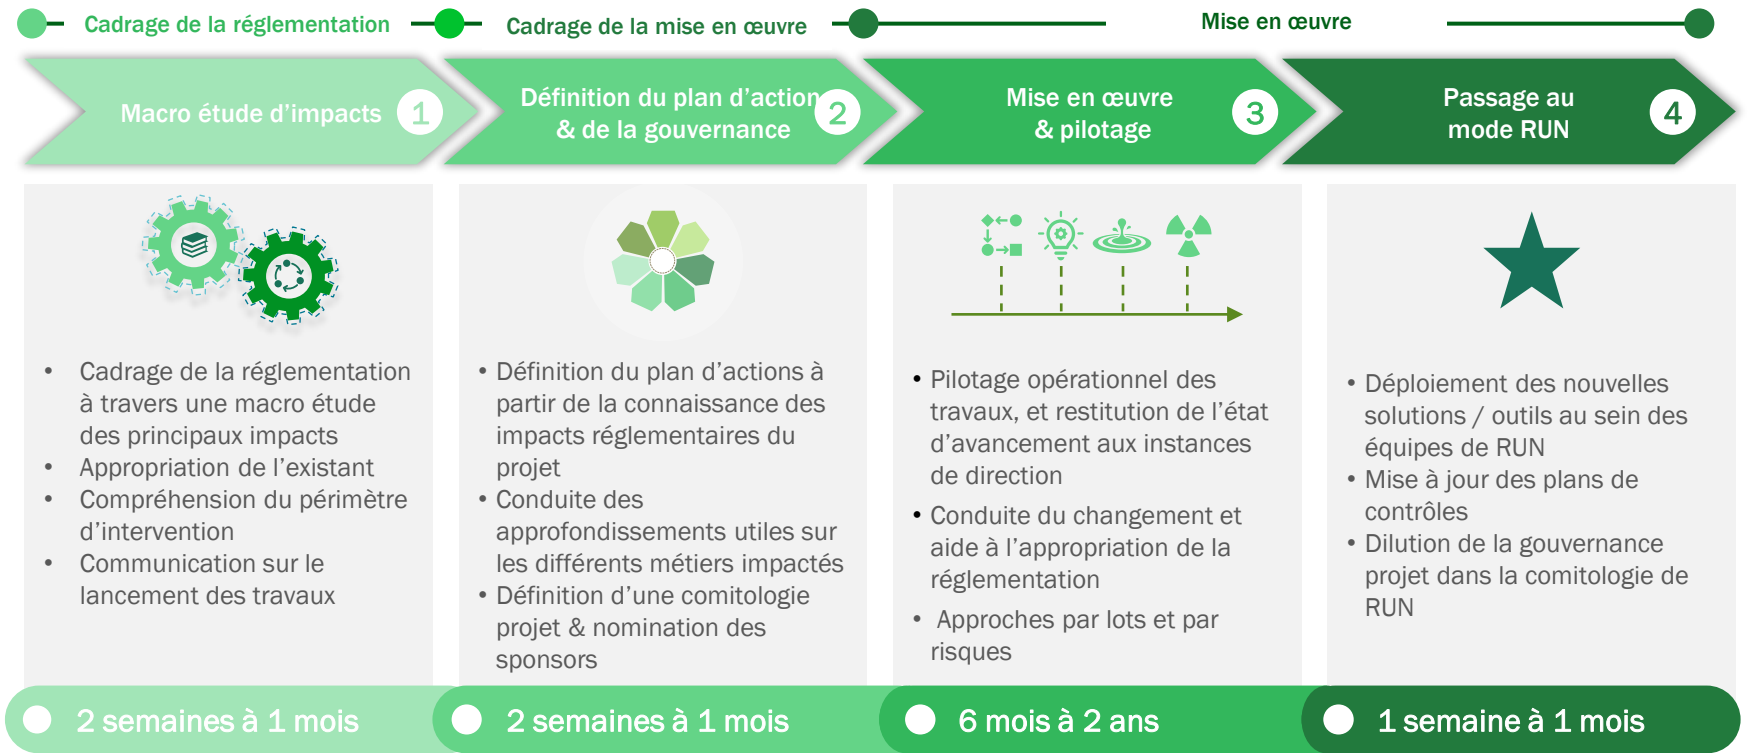 Cadrage de la réglementation
Cadrage de la mise en œuvre
Mise en œuvre
Macro étude d’impacts
1
Définition du plan d’action
& de la gouvernance
2
Mise en œuvre
& pilotage
3
Passage au
mode RUN
4
• Cadrage de la réglementation
à travers une macro étude
des principaux impacts
• Appropriation de l’existant
• Compréhension du périmètre
d’intervention
• Communication sur le
lancement des travaux
• Définition du plan d’actions à
partir de la connaissance des
impacts réglementaires du
projet
• Conduite des
approfondissements utiles sur
les différents métiers impactés
• Définition d’une comitologie
projet & nomination des
sponsors
• Pilotage opérationnel des
travaux, et restitution de l’état
d’avancement aux instances
de direction
• Conduite du changement et
aide à l’appropriation de la
réglementation
• Approches par lots et par
risques
• Déploiement des nouvelles
solutions / outils au sein des
équipes de RUN
• Mise à jour des plans de
contrôles
• Dilution de la gouvernance
projet dans la comitologie de
RUN
2 semaines à 1 mois
2 semaines à 1 mois
6 mois à 2 ans
1 semaine à 1 mois